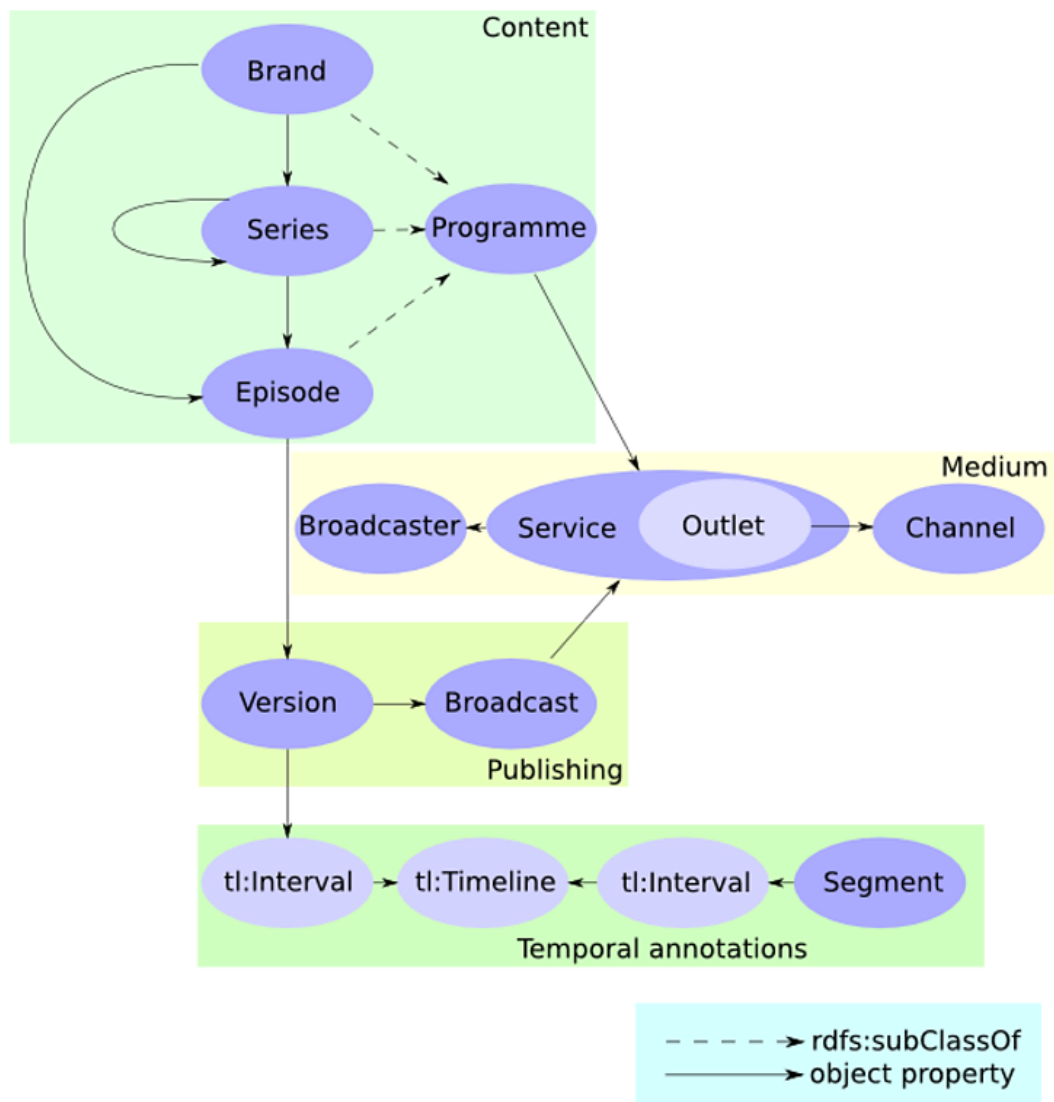 Content
Brand
Series
Programme
Episode
Medium
Broadcaster
Service
Outlet
Channel
Version
Broadcast
Publishing
tl:Interval
tl:Timeline
tl:Interval
Segment
Temporal annotations
rdfs:subClassOf
object property